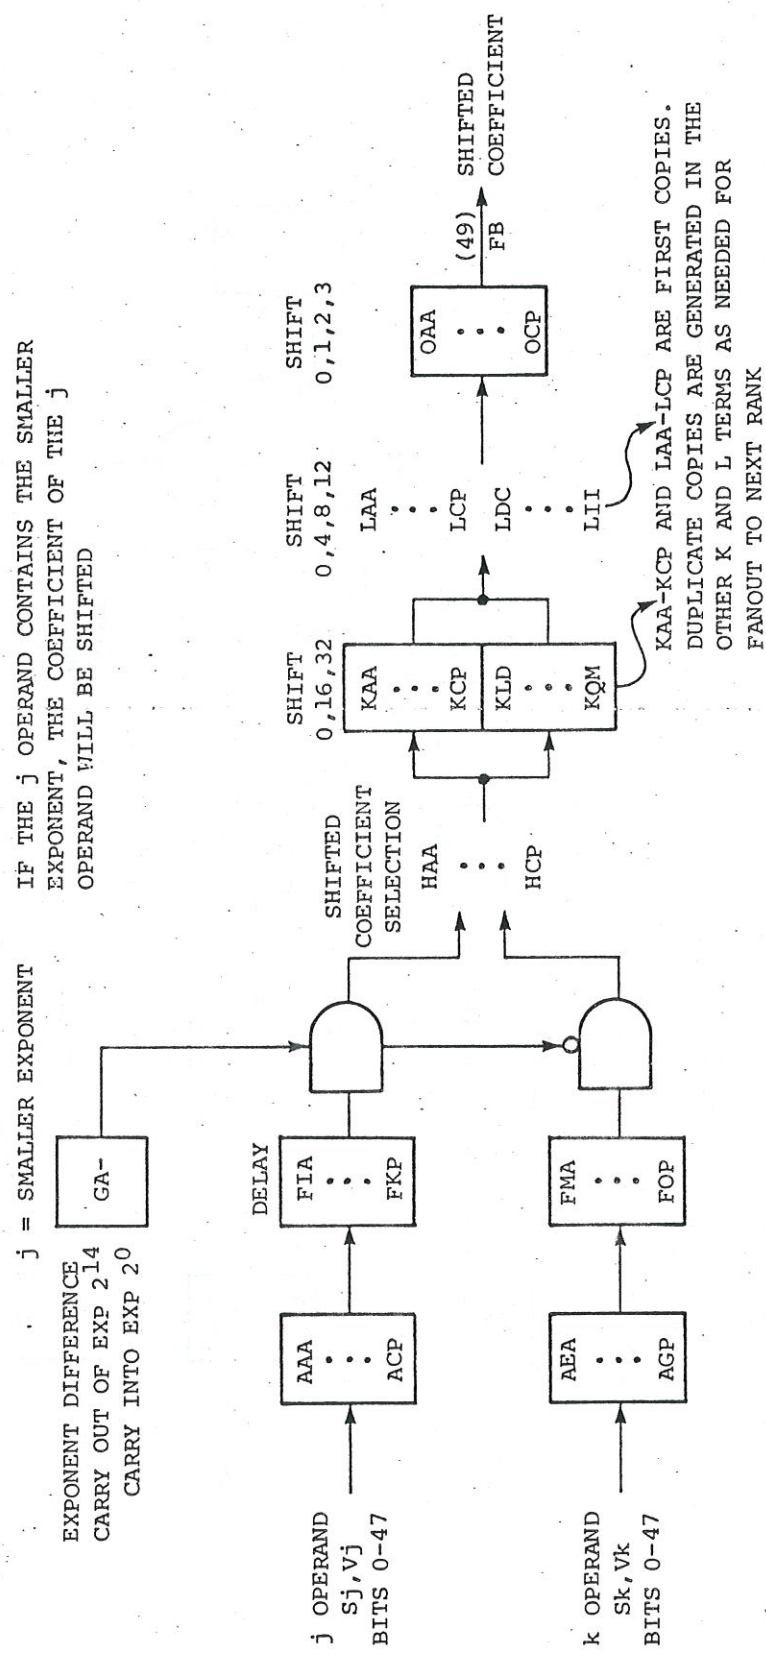 j = SMALLER EXPONENT
IF THE j OPERAND CONTAINS THE SMALLER
EXPONENT, THE COEFFICIENT OF THE j
OPERAND WILL BE SHIFTED
EXPONENT DIFFERENCE
CARRY OUT OF EXP 2^14
CARRY INTO EXP 2^0
GA-
j OPERAND
Sj,Vj
BITS 0-47
AAA
ACP
DELAY
FIA
FKP
k OPERAND
Sk,Vk
BITS 0-47
AEA
AGP
FMA
FOP
SHIFTED
COEFFICIENT
SELECTION
HAA
HCP
SHIFT
0,16,32
KAA
KCP
KLD
KQM
SHIFT
0,4,8,12
LAA
LCP
LDC
LII
SHIFT
0,1,2,3
OAA
OCP
(49)
FB
SHIFTED
COEFFICIENT
KAA-KCP AND LAA-LCP ARE FIRST COPIES.
DUPLICATE COPIES ARE GENERATED IN THE
OTHER K AND L TERMS AS NEEDED FOR
FANOUT TO NEXT RANK